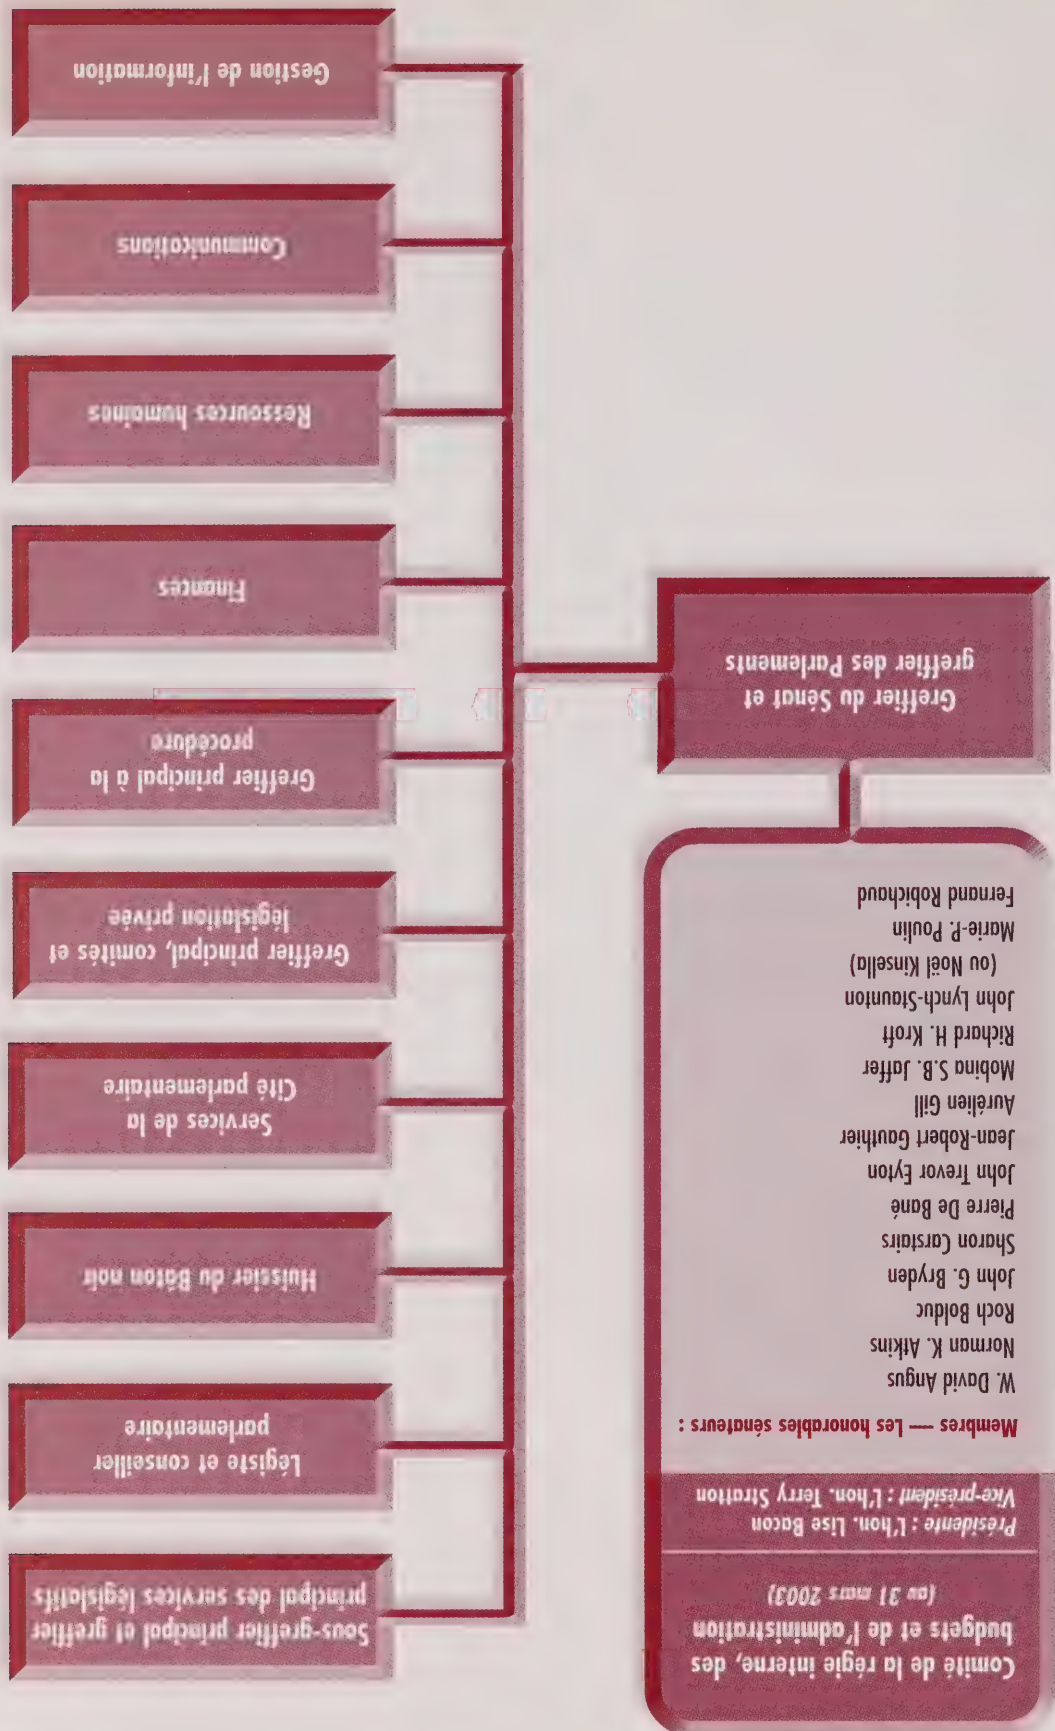 Comité de la régie interne, des
budgets et de l'administration
(au 31 mars 2003)
Présidente : L'hon. Lise Bacon
Vice-président : L'hon. Terry Stratton
Membres — Les honorables sénateurs :
W. David Angus
Norman K. Atkins
Roch Bolduc
John G. Bryden
Sharon Carstairs
Pierre De Bané
John Trevor Eyton
Jean-Robert Gauthier
Aurélien Gill
Mobina S.B. Jaffer
Richard H. Kroft
John Lynch-Staunton
(ou Noël Kinsella)
Marie-P. Poulin
Fernand Robichaud
Greffier du Sénat et
greffier des Parlements
Sous-greffier principal et greffier
principal des services législatifs
Légiste et conseiller
parlementaire
Huissier du Bâton noir
Services de la
Cité parlementaire
Greffier principal, comités et
législation privée
Greffier principal à la
procédure
Finances
Ressources humaines
Communications
Gestion de l'information